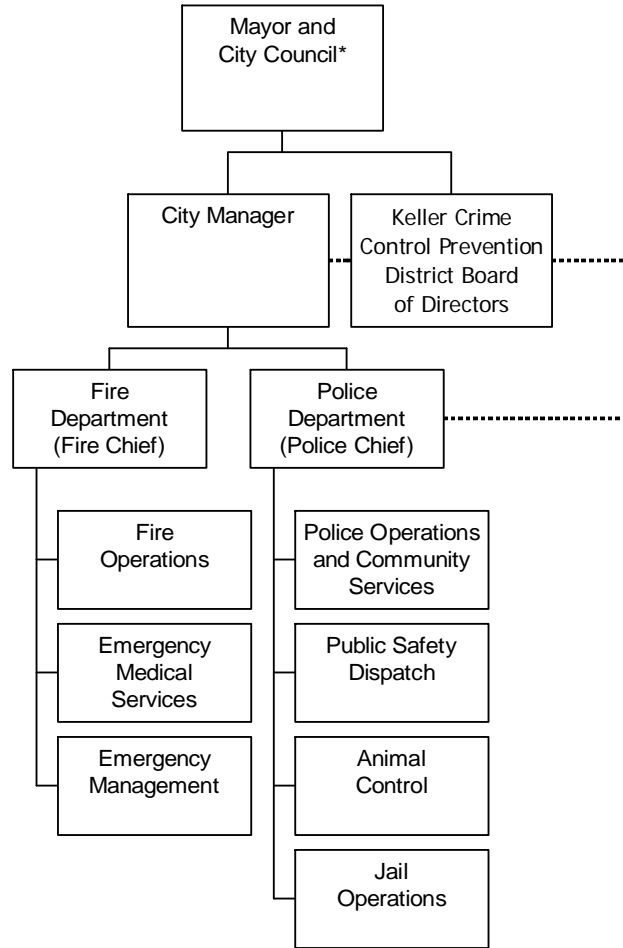 Mayor and
City Council*
City Manager
Keller Crime
Control Prevention
District Board
of Directors
Fire
Department
(Fire Chief)
Police
Department
(Police Chief)
Fire
Operations
Emergency
Medical
Services
Emergency
Management
Police Operations
and Community
Services
Public Safety
Dispatch
Animal
Control
Jail
Operations